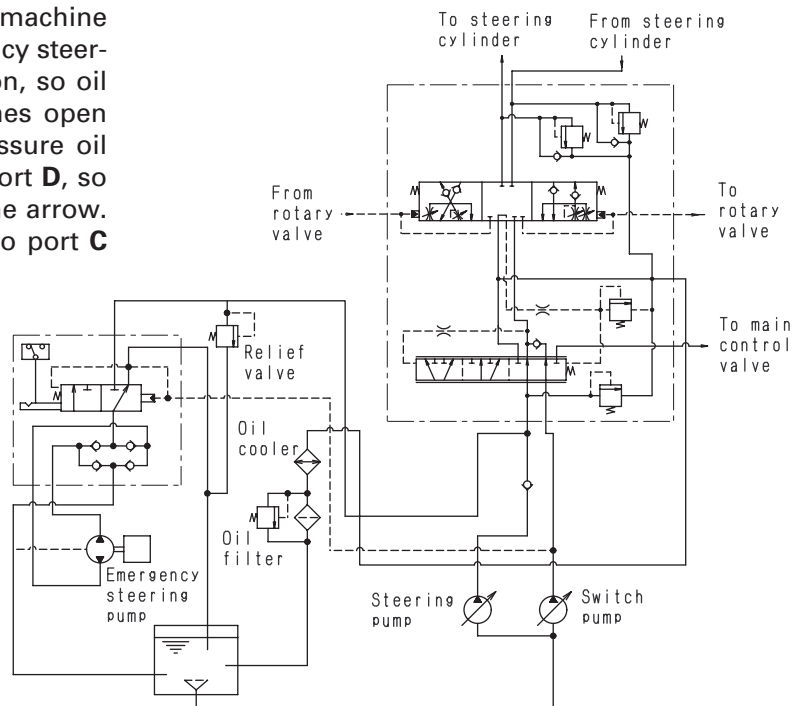 machine
cy steer-
on, so oil
nes open
ssure oil
ort D, so
ne arrow.
o port C
To steering
cylinder
From steering
cylinder
From
rotary
valve
To
rotary
valve
To main
control
valve
Relief
valve
Oil
cooler
Oil
filter
Emergency
steering
pump
Steering
pump
Switch
pump